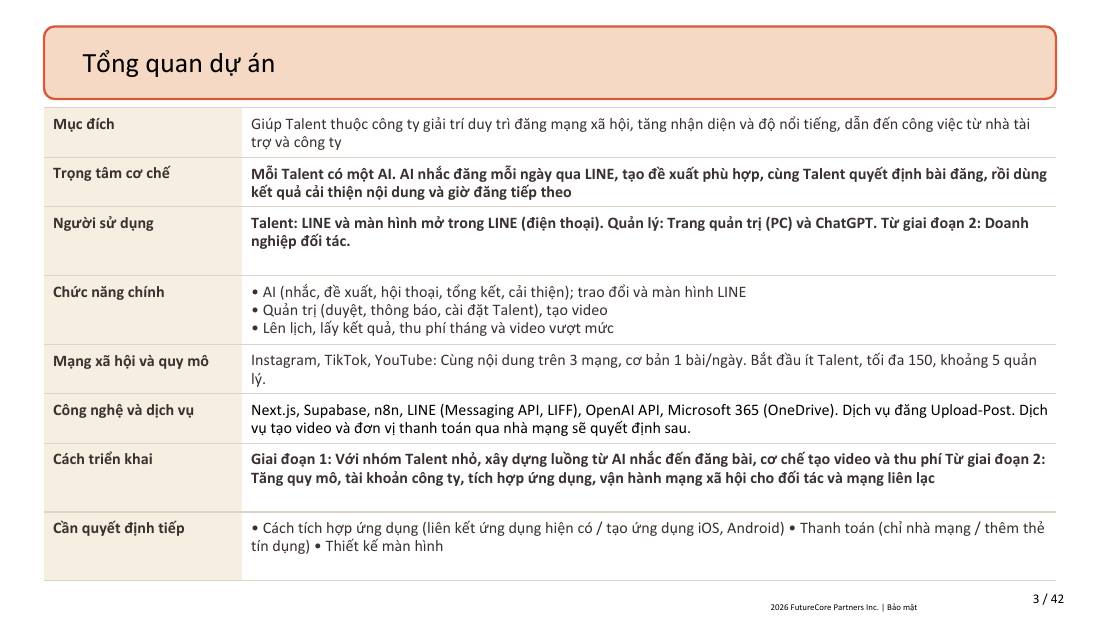 Tổng quan dự án
Mục đích
Giúp Talent thuộc công ty giải trí duy trì đăng mạng xã hội, tăng nhận diện và độ nổi tiếng, dẫn đến công việc từ nhà tài
trợ và công ty
Trọng tâm cơ chế
Mỗi Talent có một AI. AI nhắc đăng mỗi ngày qua LINE, tạo đề xuất phù hợp, cùng Talent quyết định bài đăng, rồi dùng
kết quả cải thiện nội dung và giờ đăng tiếp theo
Người sử dụng
Talent: LINE và màn hình mở trong LINE (điện thoại). Quản lý: Trang quản trị (PC) và ChatGPT. Từ giai đoạn 2: Doanh
nghiệp đối tác.
Chức năng chính
• AI (nhắc, đề xuất, hội thoại, tổng kết, cải thiện); trao đổi và màn hình LINE
• Quản trị (duyệt, thông báo, cài đặt Talent), tạo video
• Lên lịch, lấy kết quả, thu phí tháng và video vượt mức
Mạng xã hội và quy mô
Instagram, TikTok, YouTube: Cùng nội dung trên 3 mạng, cơ bản 1 bài/ngày. Bắt đầu ít Talent, tối đa 150, khoảng 5 quản
lý.
Công nghệ và dịch vụ
Next.js, Supabase, n8n, LINE (Messaging API, LIFF), OpenAI API, Microsoft 365 (OneDrive). Dịch vụ đăng Upload-Post. Dịch
vụ tạo video và đơn vị thanh toán qua nhà mạng sẽ quyết định sau.
Cách triển khai
Giai đoạn 1: Với nhóm Talent nhỏ, xây dựng luồng từ AI nhắc đến đăng bài, cơ chế tạo video và thu phí Từ giai đoạn 2:
Tăng quy mô, tài khoản công ty, tích hợp ứng dụng, vận hành mạng xã hội cho đối tác và mạng liên lạc
Cần quyết định tiếp
• Cách tích hợp ứng dụng (liên kết ứng dụng hiện có / tạo ứng dụng iOS, Android) • Thanh toán (chỉ nhà mạng / thêm thẻ
tín dụng) • Thiết kế màn hình
2026 FutureCore Partners Inc. | Bảo mật
3 / 42